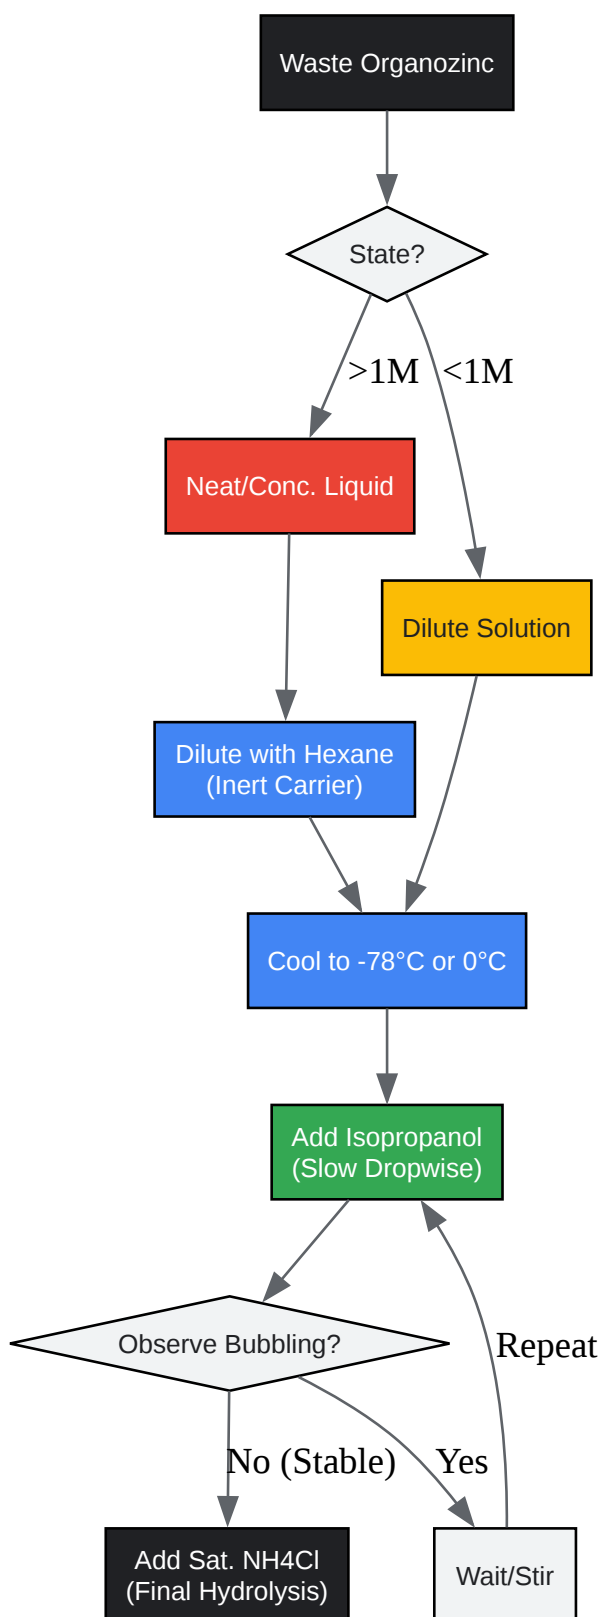 Waste Organozinc
State?
>1M
<1M
Neat/Conc. Liquid
Dilute Solution
Dilute with Hexane
(Inert Carrier)
Cool to -78°C or 0°C
Add Isopropanol
(Slow Dropwise)
Observe Bubbling?
Repeat
No (Stable)
Yes
Add Sat. NH4Cl
(Final Hydrolysis)
Wait/Stir